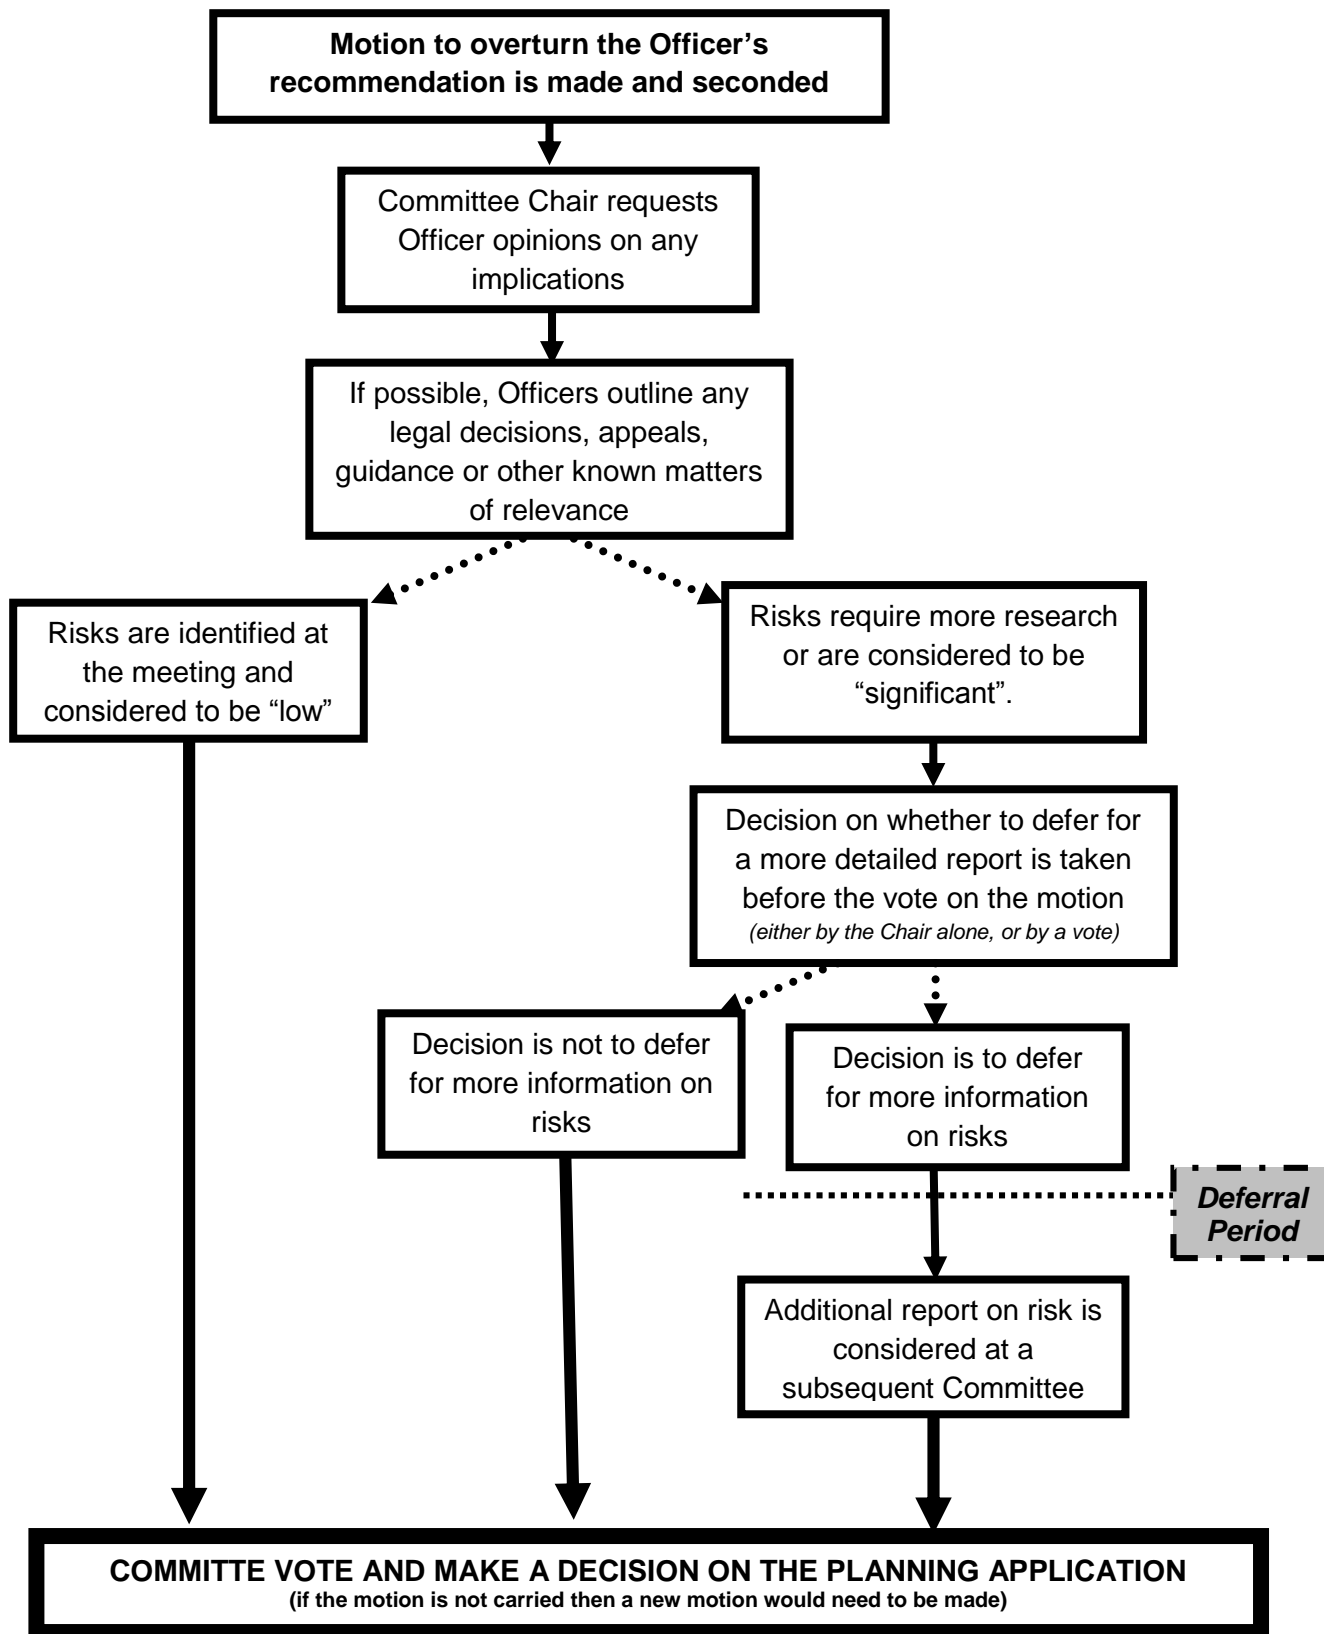 Motion to overturn the Officer’s
recommendation is made and seconded
Committee Chair requests
Officer opinions on any
implications
If possible, Officers outline any
legal decisions, appeals,
guidance or other known matters
of relevance
Risks are identified at
the meeting and
considered to be “low”
Risks require more research
or are considered to be
“significant”.
Decision on whether to defer for
a more detailed report is taken
before the vote on the motion
(either by the Chair alone, or by a vote)
Decision is not to defer
for more information on
risks
Decision is to defer
for more information
on risks
Deferral
Period
Additional report on risk is
considered at a
subsequent Committee
COMMITTE VOTE AND MAKE A DECISION ON THE PLANNING APPLICATION
(if the motion is not carried then a new motion would need to be made)